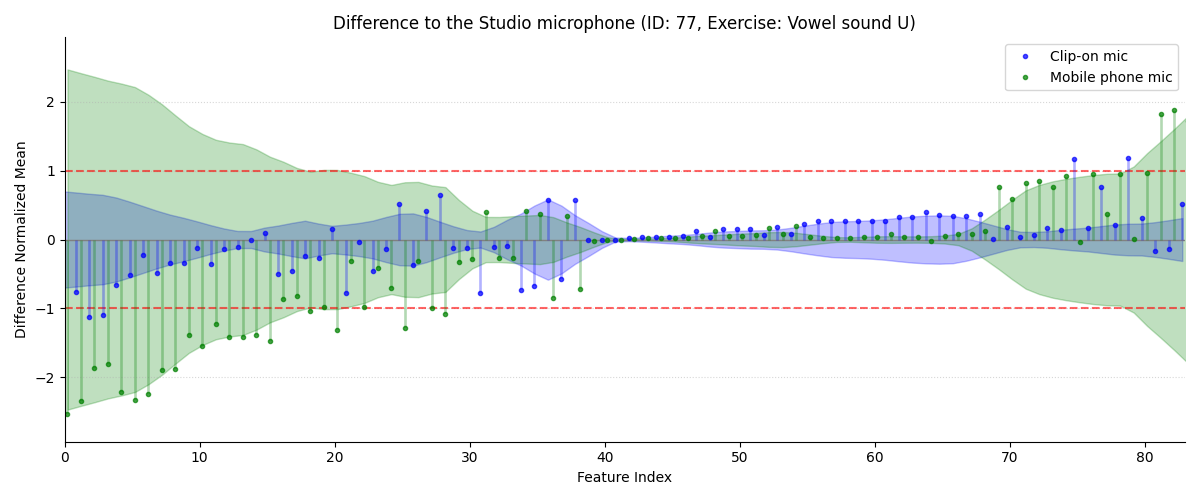 Difference to the Studio microphone (ID: 77, Exercise: Vowel sound U)
Clip-on mic
Mobile phone mic
Difference Normalized Mean
2
1
0
−1
−2
0 10 20 30 40 50 60 70 80
Feature Index